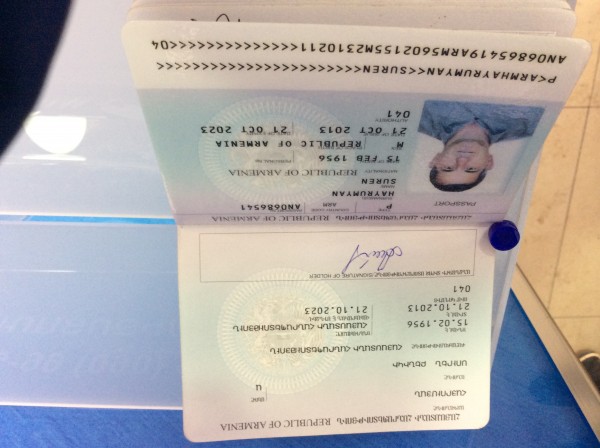 ՀԱՅԱՍՏԱՆԻ ՀԱՆՐԱՊԵՏՈՒԹՅՈՒՆ REPUBLIC OF ARMENIA
ՀԱՅՐՈՒՄՅԱՆ
ՍՈՒՐԵՆ
ՀԱՅԱՍՏԱՆԻ ՀԱՆՐԱՊԵՏՈՒԹՅՈՒՆ
15.02.1956 ՀԱՅԱՍՏԱՆԻ ՀԱՆՐԱՊԵՏՈՒԹՅՈՒՆ
21.10.2013 21.10.2023
041
SIGNATURE OF HOLDER
ՀԱՅԱՍՏԱՆԻ ՀԱՆՐԱՊԵՏՈՒԹՅՈՒՆ REPUBLIC OF ARMENIA
P ARM AN0686541
HAYRUMYAN
SUREN
PASSPORT REPUBLIC OF ARMENIA
15 FEB 1956
M REPUBLIC OF ARMENIA
21 OCT 2013 21 OCT 2023
AUTHORITY
041
P<ARMHAYRUMYAN<<SUREN<<<<<<<<<<<<<<<<<<<<<<<
AN06865419ARM5602155M2310211<<<<<<<<<<<<<<04